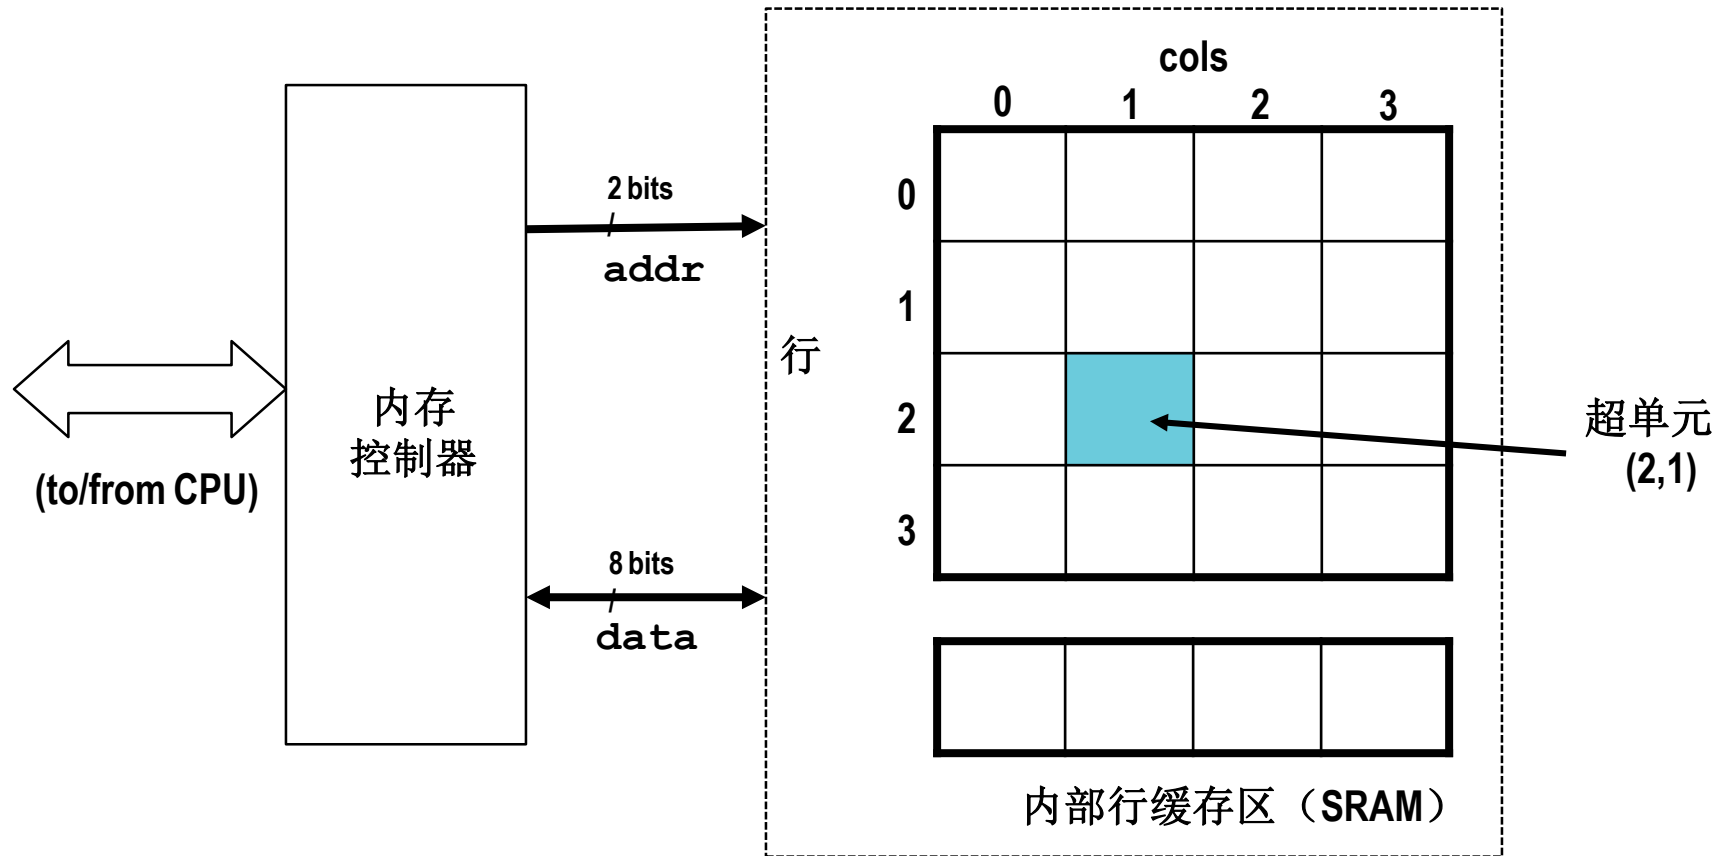 cols
0 1 2 3
0
1
2
3
2 bits
addr
行
内存
控制器
(to/from CPU)
8 bits
data
超单元
(2,1)
内部行缓存区（SRAM）